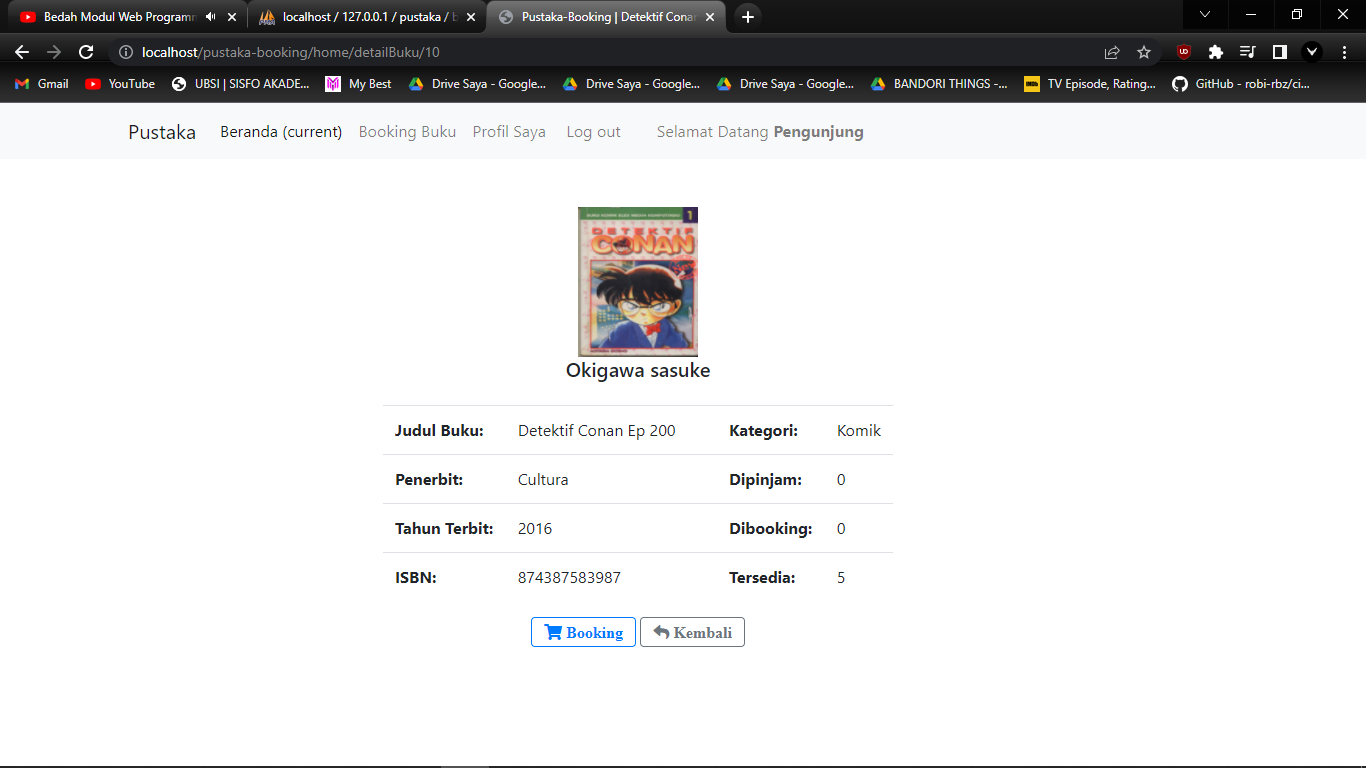 Bedah Modul Web Programm
localhost / 127.0.0.1 / pustaka / b
Pustaka-Booking | Detektif Conan
localhost/pustaka-booking/home/detailBuku/10
Gmail YouTube UBSI | SISFO AKADE... My Best Drive Saya - Google... Drive Saya - Google... Drive Saya - Google... BANDORI THINGS -... TV Episode, Rating... GitHub - robi-rbz/ci...
Pustaka Beranda (current) Booking Buku Profil Saya Log out Selamat Datang Pengunjung
1
DETEKTIF
CONAN
Okigawa sasuke
Judul Buku: Detektif Conan Ep 200 Kategori: Komik
Penerbit: Cultura Dipinjam: 0
Tahun Terbit: 2016 Dibooking: 0
ISBN: 874387583987 Tersedia: 5
Booking Kembali